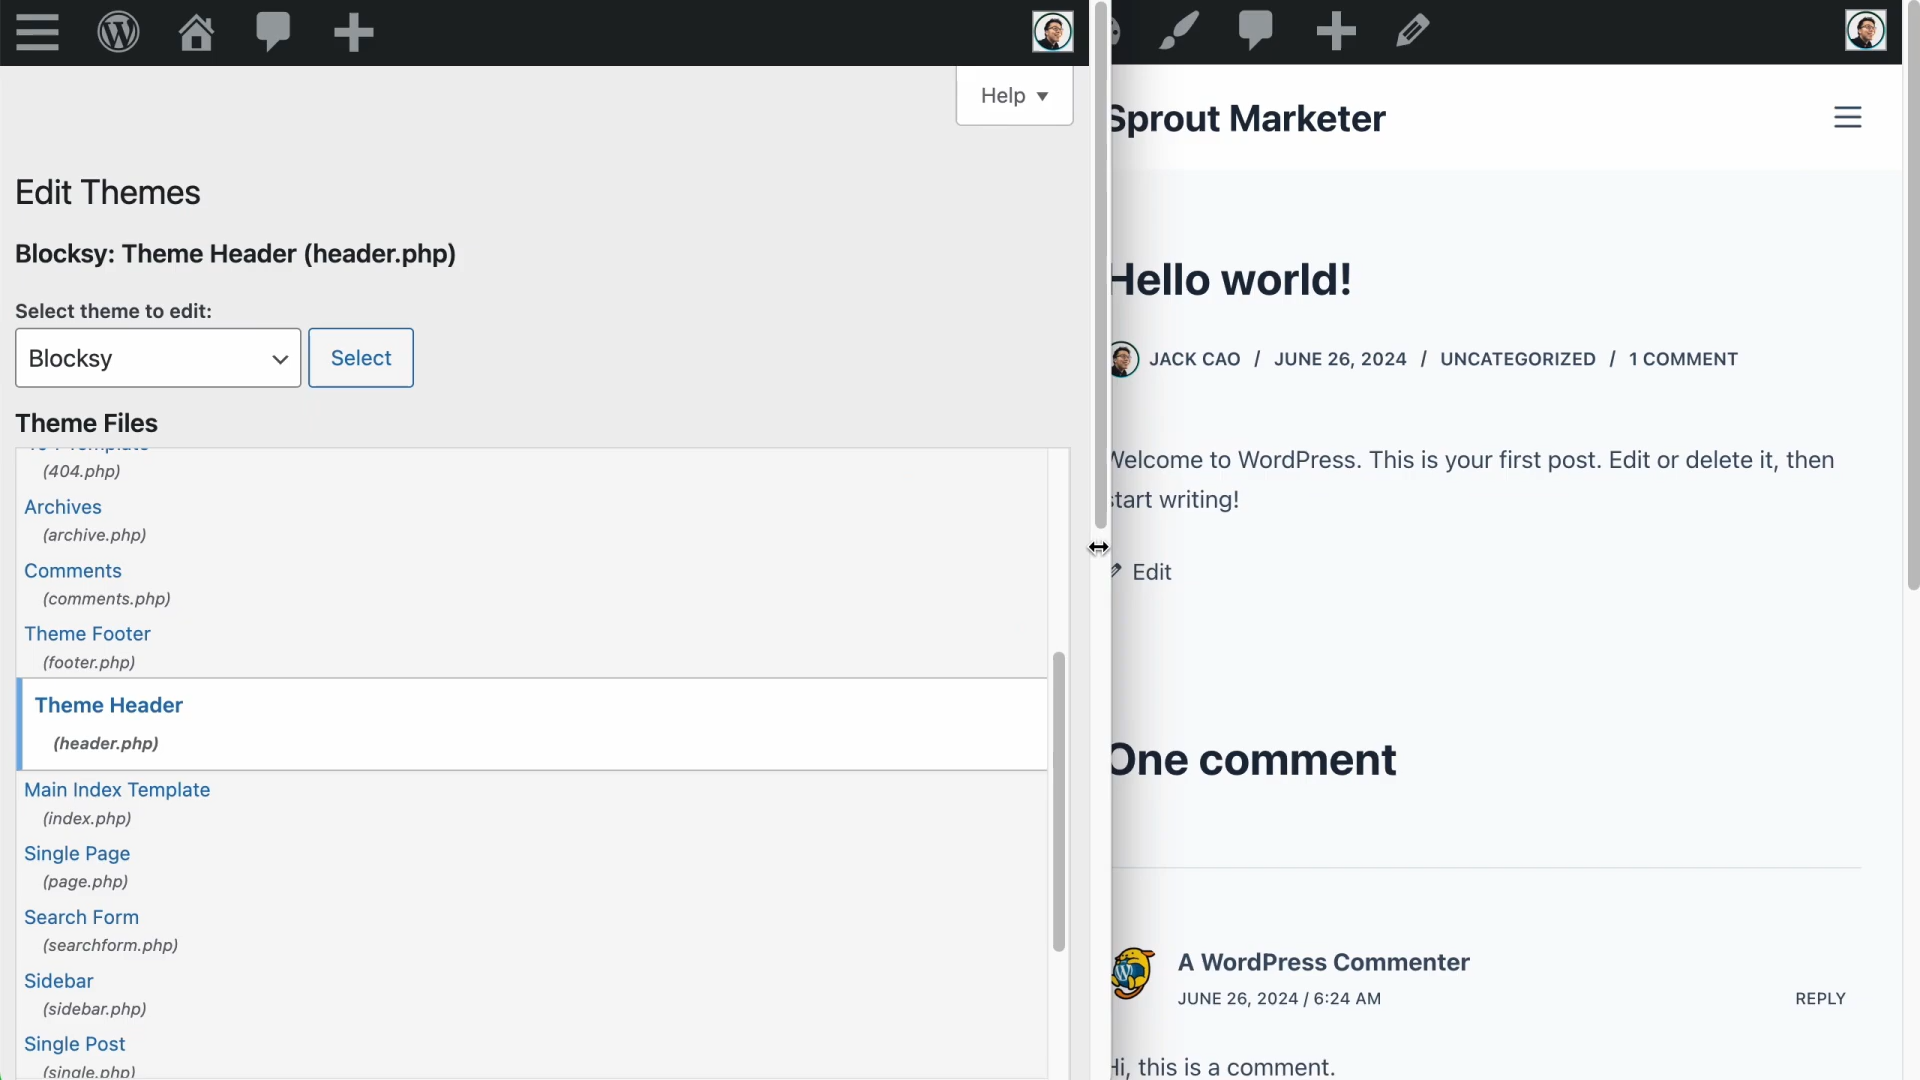 Help ▼
Edit Themes
Blocksy: Theme Header (header.php)
Select theme to edit:
Blocksy
Select
Theme Files
(404.php)
Archives
(archive.php)
Comments
(comments.php)
Theme Footer
(footer.php)
Theme Header
(header.php)
Main Index Template
(index.php)
Single Page
(page.php)
Search Form
(searchform.php)
Sidebar
(sidebar.php)
Single Post
(single.php)
Sprout Marketer
Hello world!
JACK CAO / JUNE 26, 2024 / UNCATEGORIZED / 1 COMMENT
Welcome to WordPress. This is your first post. Edit or delete it, then
start writing!
Edit
One comment
A WordPress Commenter
JUNE 26, 2024 / 6:24 AM
REPLY
Hi, this is a comment.